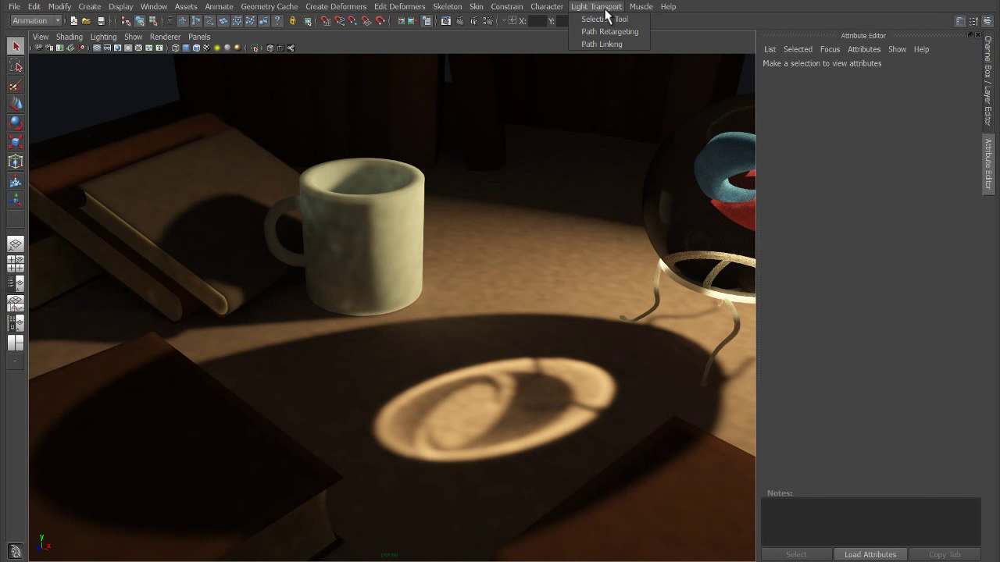 File Edit Modify Create Display Window Assets Animate Geometry Cache Create Deformers Edit Deformers Skeleton Skin Constrain Character Light Transport Muscle Help
Animation X: Y:
Path Retargeting
Path Linking
View Shading Lighting Show Renderer Panels
Attribute Editor
List Selected Focus Attributes Show Help
Make a selection to view attributes
Channel Box / Layer Editor
Attribute Editor
Notes:
Select Load Attributes Copy Tab
persp
y
x